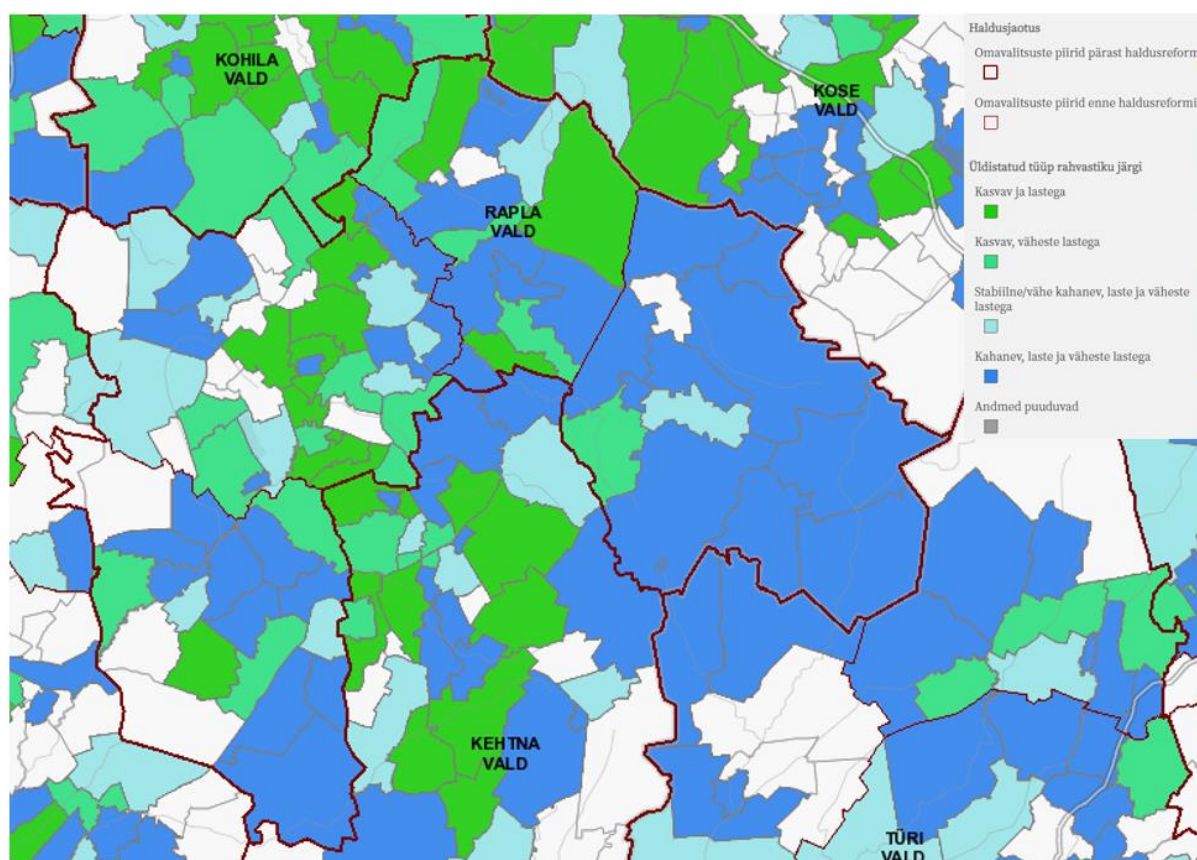 KOHILA
VALD
KOSE
VALD
RAPLA
VALD
KEHTNA
VALD
TÜRI
VALD
Haldusjaotus
Omavalitsuste piirid pärast haldusreform
Omavalitsuste piirid enne haldusreformi
Üldistatud tüüp rahvastiku järgi
Kasvav ja lastega
Kasvav, väheste lastega
Stabiilne/vähe kahanev, laste ja väheste
lastega
Kahanev, laste ja väheste lastega
Andmed puuduvad